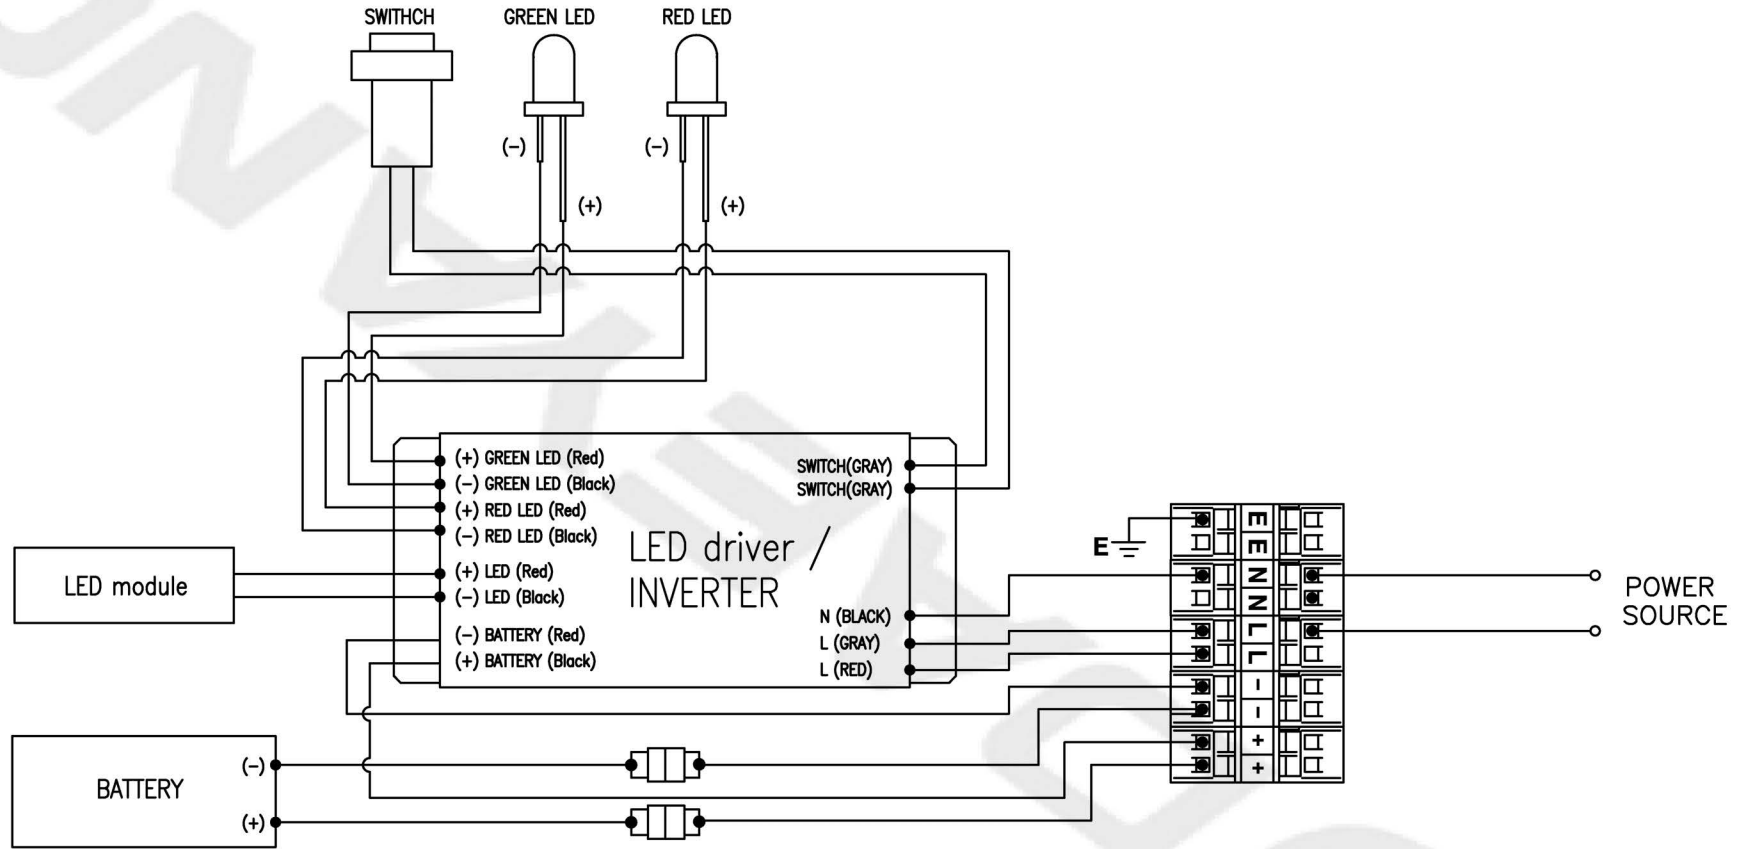 SWITHCH
GREEN LED
RED LED
(-)
(-)
(+)
(+)
(+) GREEN LED (Red)
(-) GREEN LED (Black)
(+) RED LED (Red)
(-) RED LED (Black)
(+) LED (Red)
(-) LED (Black)
(-) BATTERY (Red)
(+) BATTERY (Black)
LED driver /
INVERTER
SWITCH(GRAY)
SWITCH(GRAY)
N (BLACK)
L (GRAY)
L (RED)
LED module
BATTERY
(-)
(+)
E
E
E
N
N
L
L
-
-
+
+
POWER
SOURCE